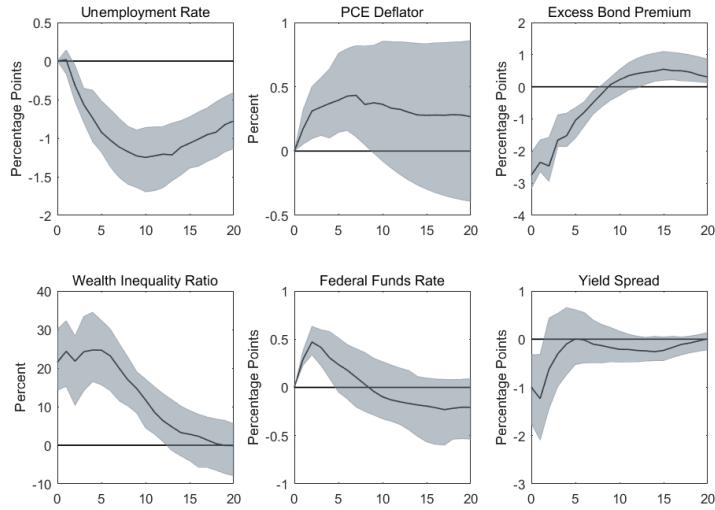 Unemployment Rate
Percentage Points
0.5
0
-0.5
-1
-1.5
-2
0 5 10 15 20
PCE Deflator
Percent
1
0.5
0
-0.5
0 5 10 15 20
Excess Bond Premium
Percentage Points
2
1
0
-1
-2
-3
-4
0 5 10 15 20
Wealth Inequality Ratio
Percent
40
30
20
10
0
-10
0 5 10 15 20
Federal Funds Rate
Percentage Points
1
0.5
0
-0.5
-1
0 5 10 15 20
Yield Spread
Percentage Points
1
0
-1
-2
-3
0 5 10 15 20